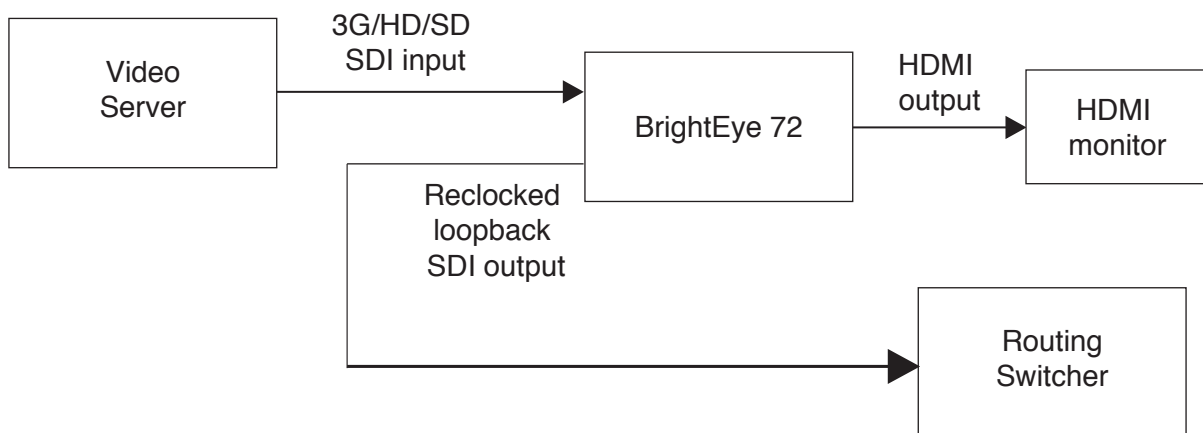 Video
Server
3G/HD/SD
SDI input
BrightEye 72
HDMI
output
HDMI
monitor
Reclocked
loopback
SDI output
Routing
Switcher